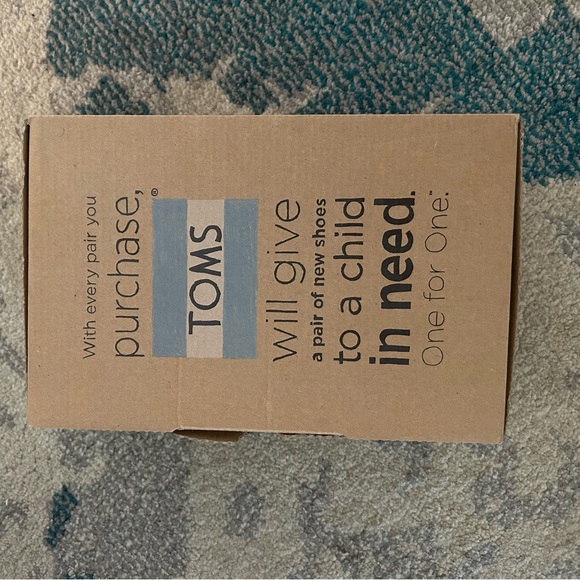 With every pair you
purchase,
TOMS®
will give
a pair of new shoes
to a child
in need.
One for One.™